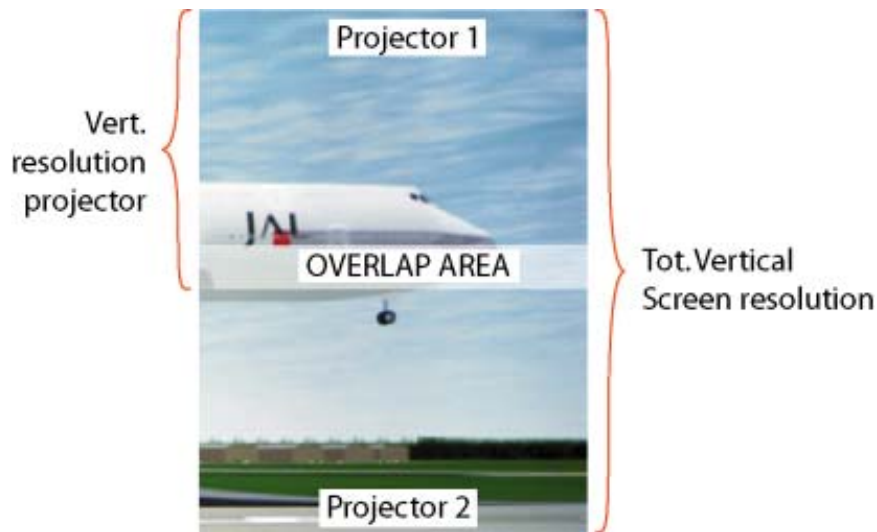 Projector 1
Vert.
resolution
projector
JAL
OVERLAP AREA
Tot. Vertical
Screen resolution
Projector 2